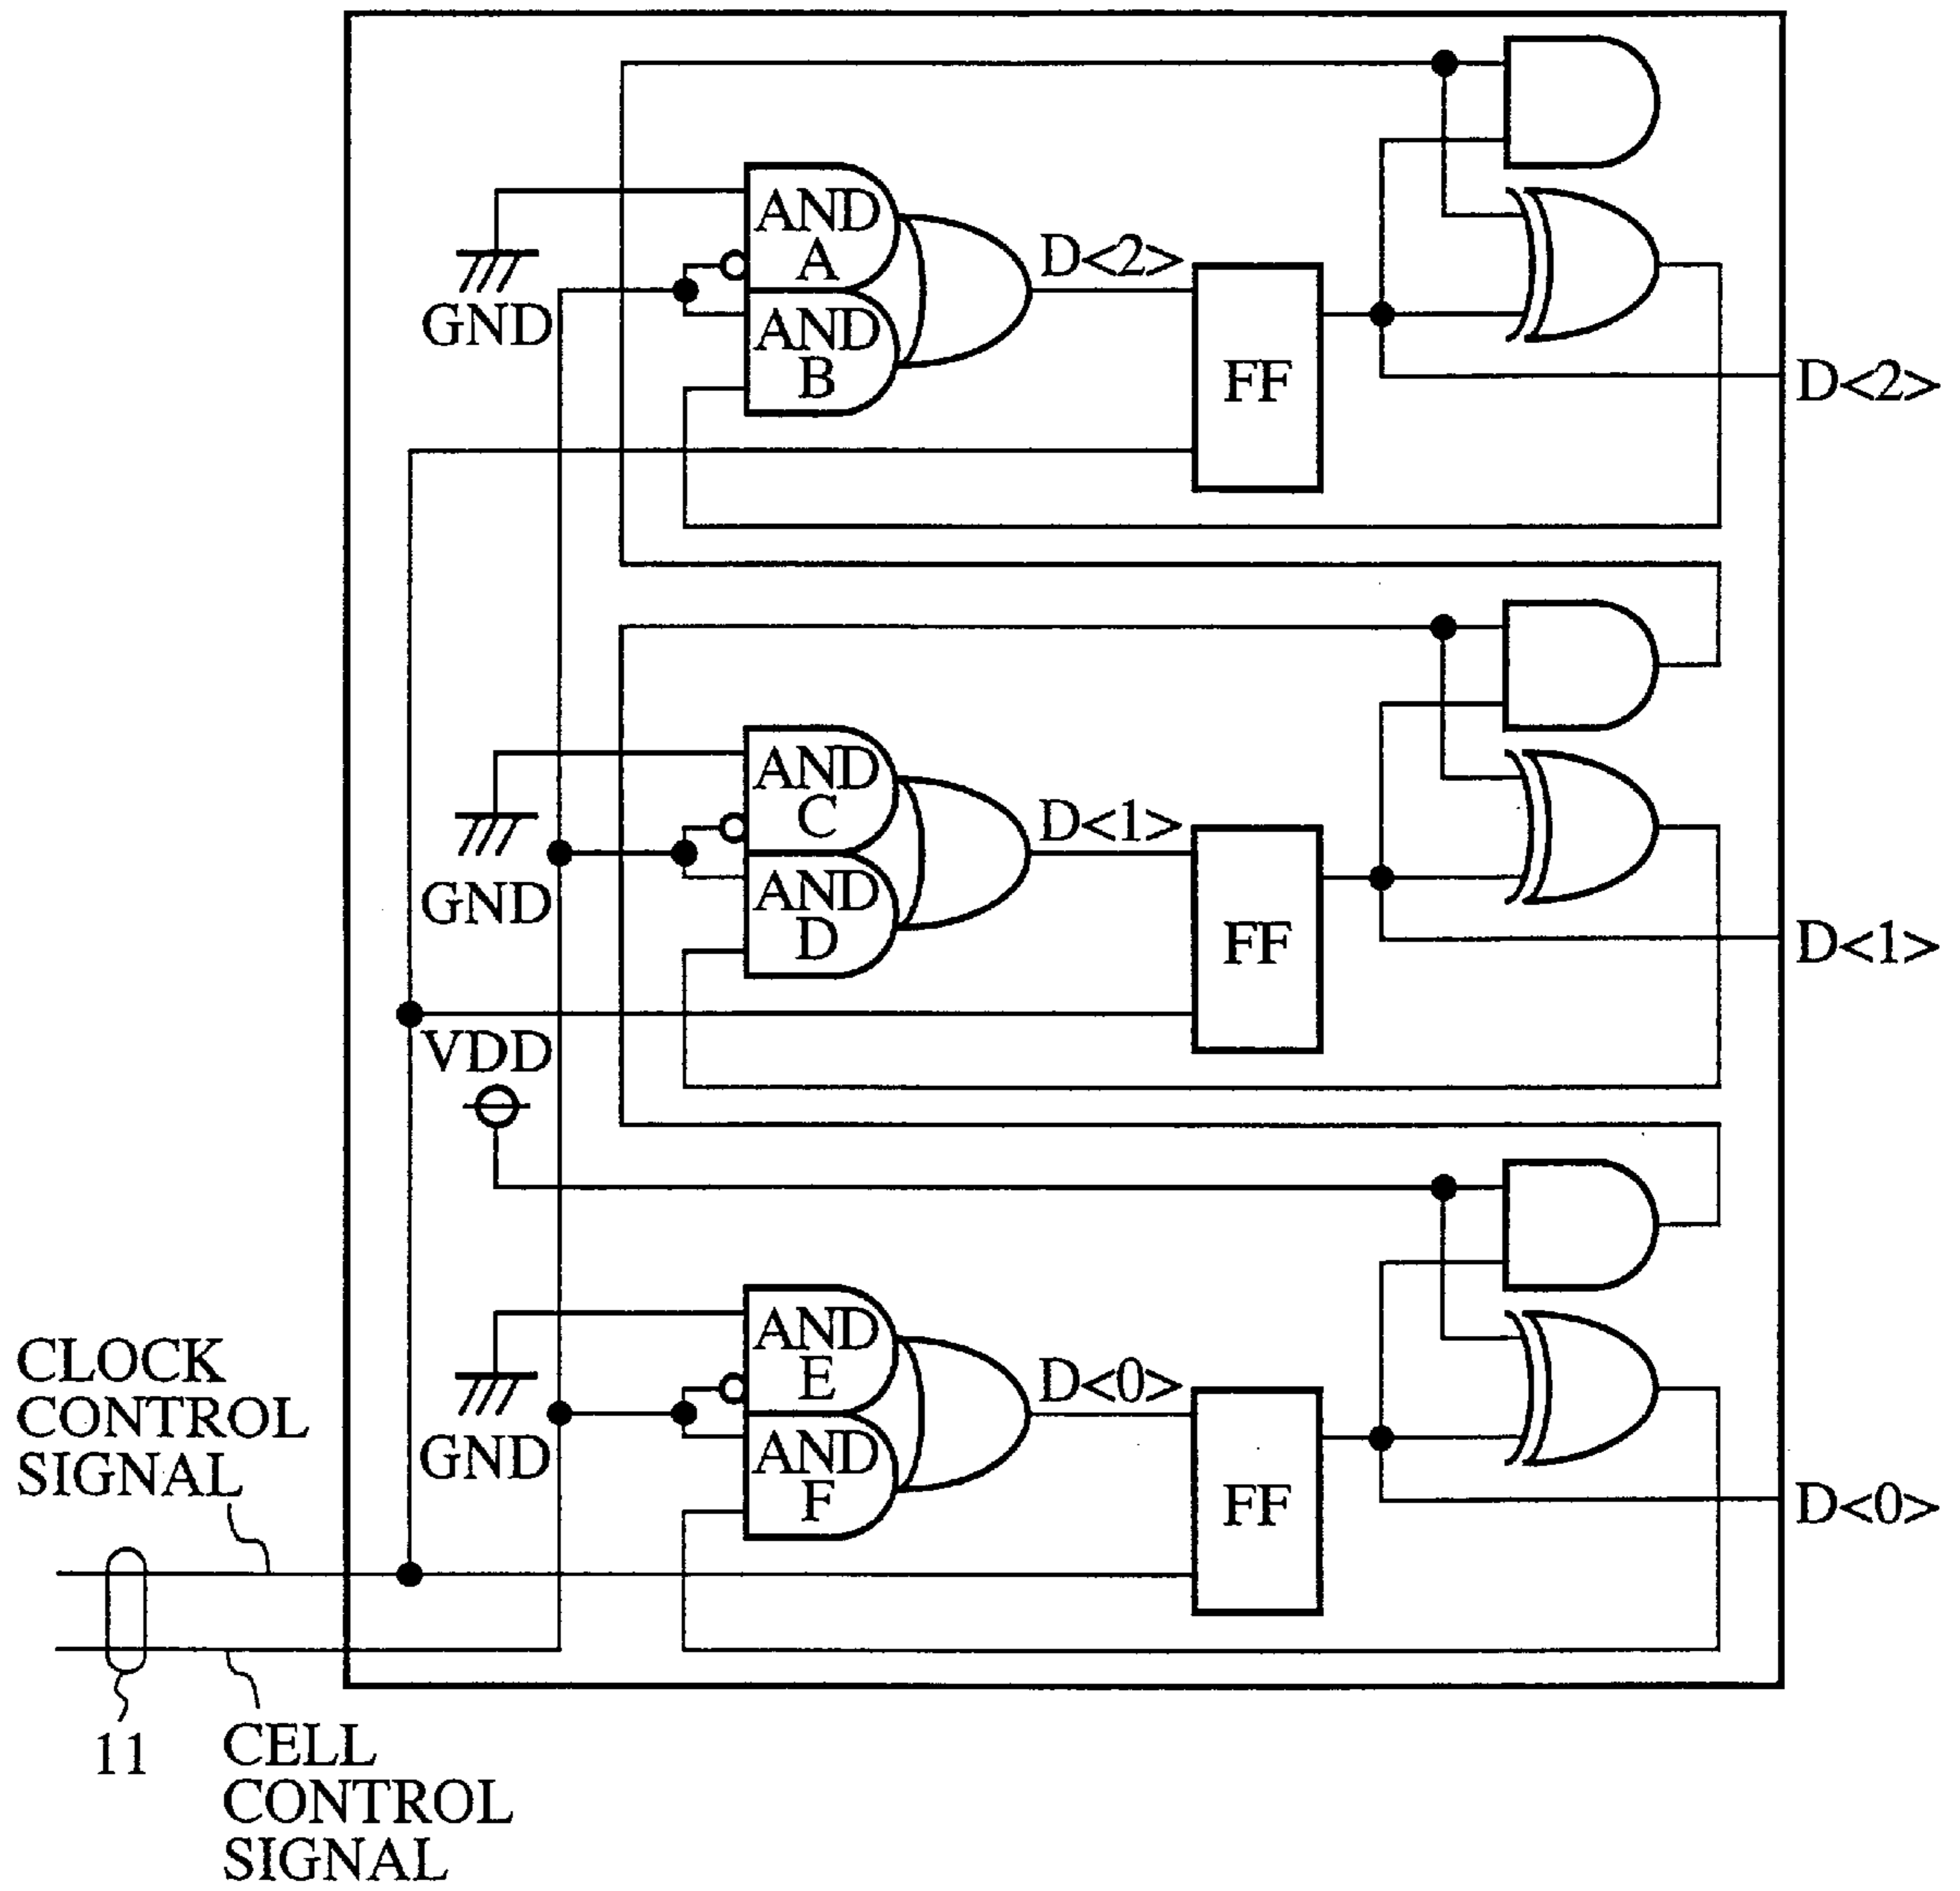 AND
A
D<2>
GND
AND
B
FF
D<2>
AND
C
D<1>
GND
AND
D
FF
D<1>
VDD
AND
E
D<0>
GND
AND
F
FF
D<0>
CLOCK
CONTROL
SIGNAL
11
CELL
CONTROL
SIGNAL